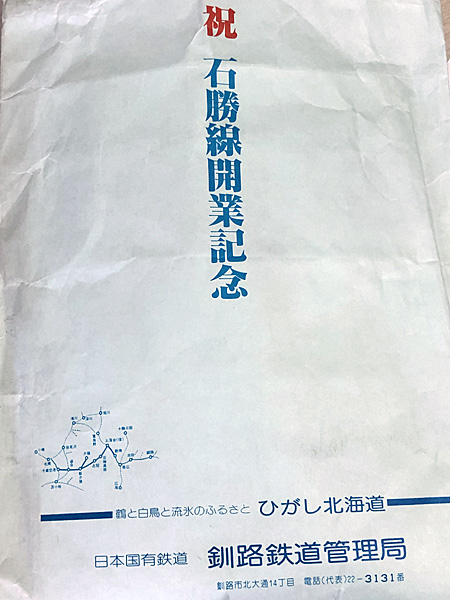 祝 石勝線開業記念
鶴と白鳥と流氷のふるさと ひがし北海道
日本国有鉄道 釧路鉄道管理局
釧路市北大通14丁目 電話(代表)22-3131番